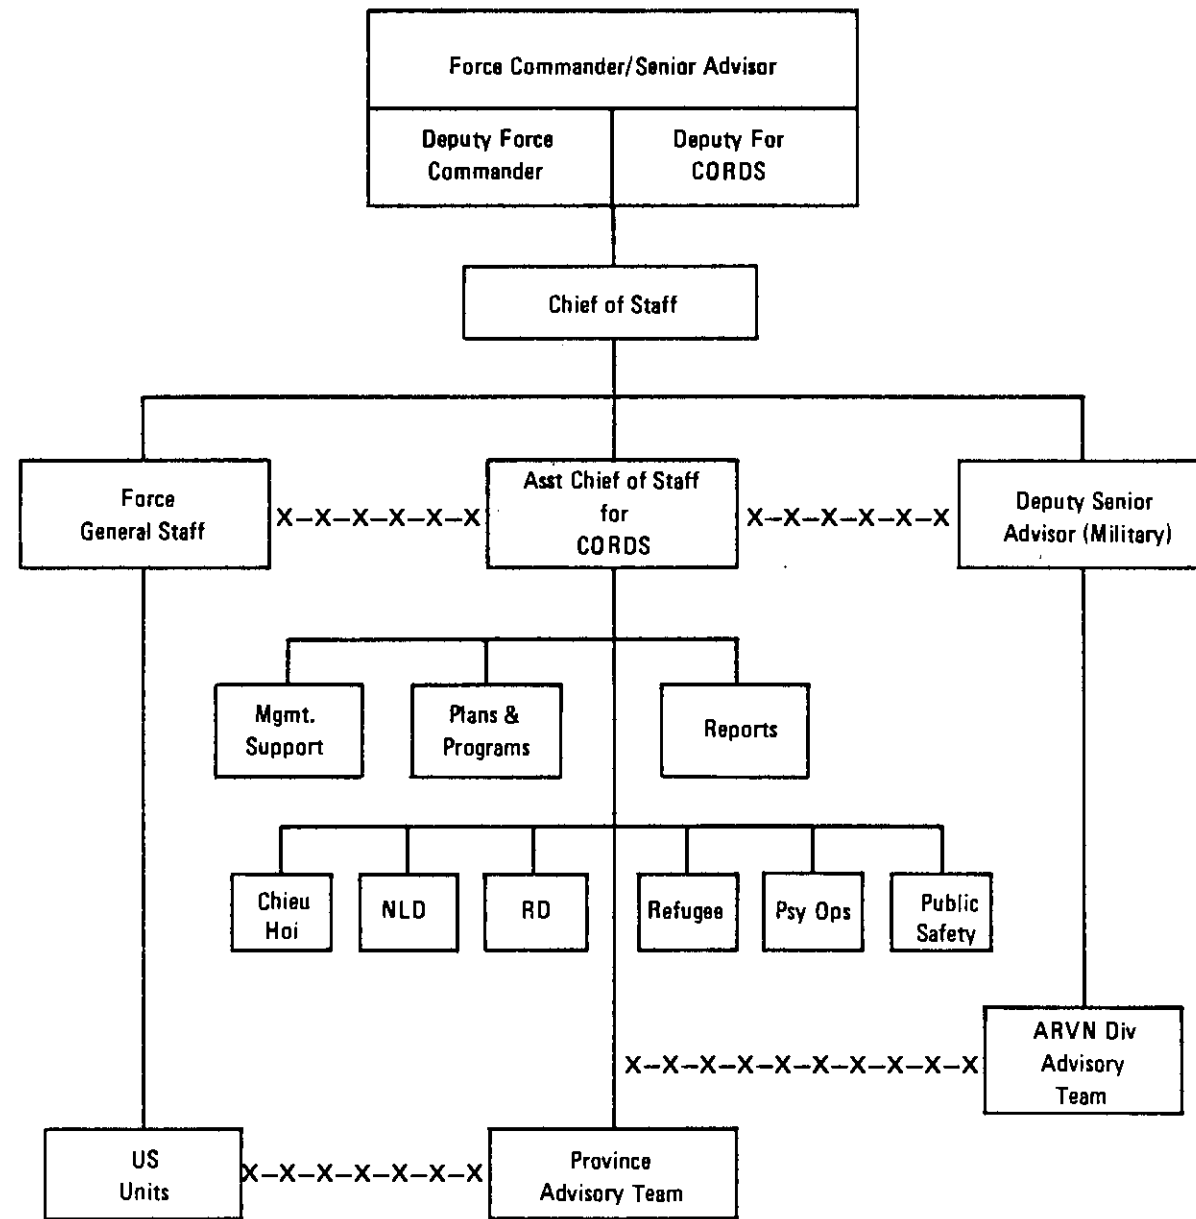 Force Commander/Senior Advisor
Deputy Force
Commander
Deputy For
CORDS
Chief of Staff
Force
General Staff
X–X–X–X–X–X
Asst Chief of Staff
for
CORDS
X–X–X–X–X–X
Deputy Senior
Advisor (Military)
Mgmt.
Support
Plans &
Programs
Reports
Chieu
Hoi
NLD
RD
Refugee
Psy Ops
Public
Safety
X–X–X–X–X–X–X–X–X–X
ARVN Div
Advisory
Team
US
Units
X–X–X–X–X–X–X
Province
Advisory Team